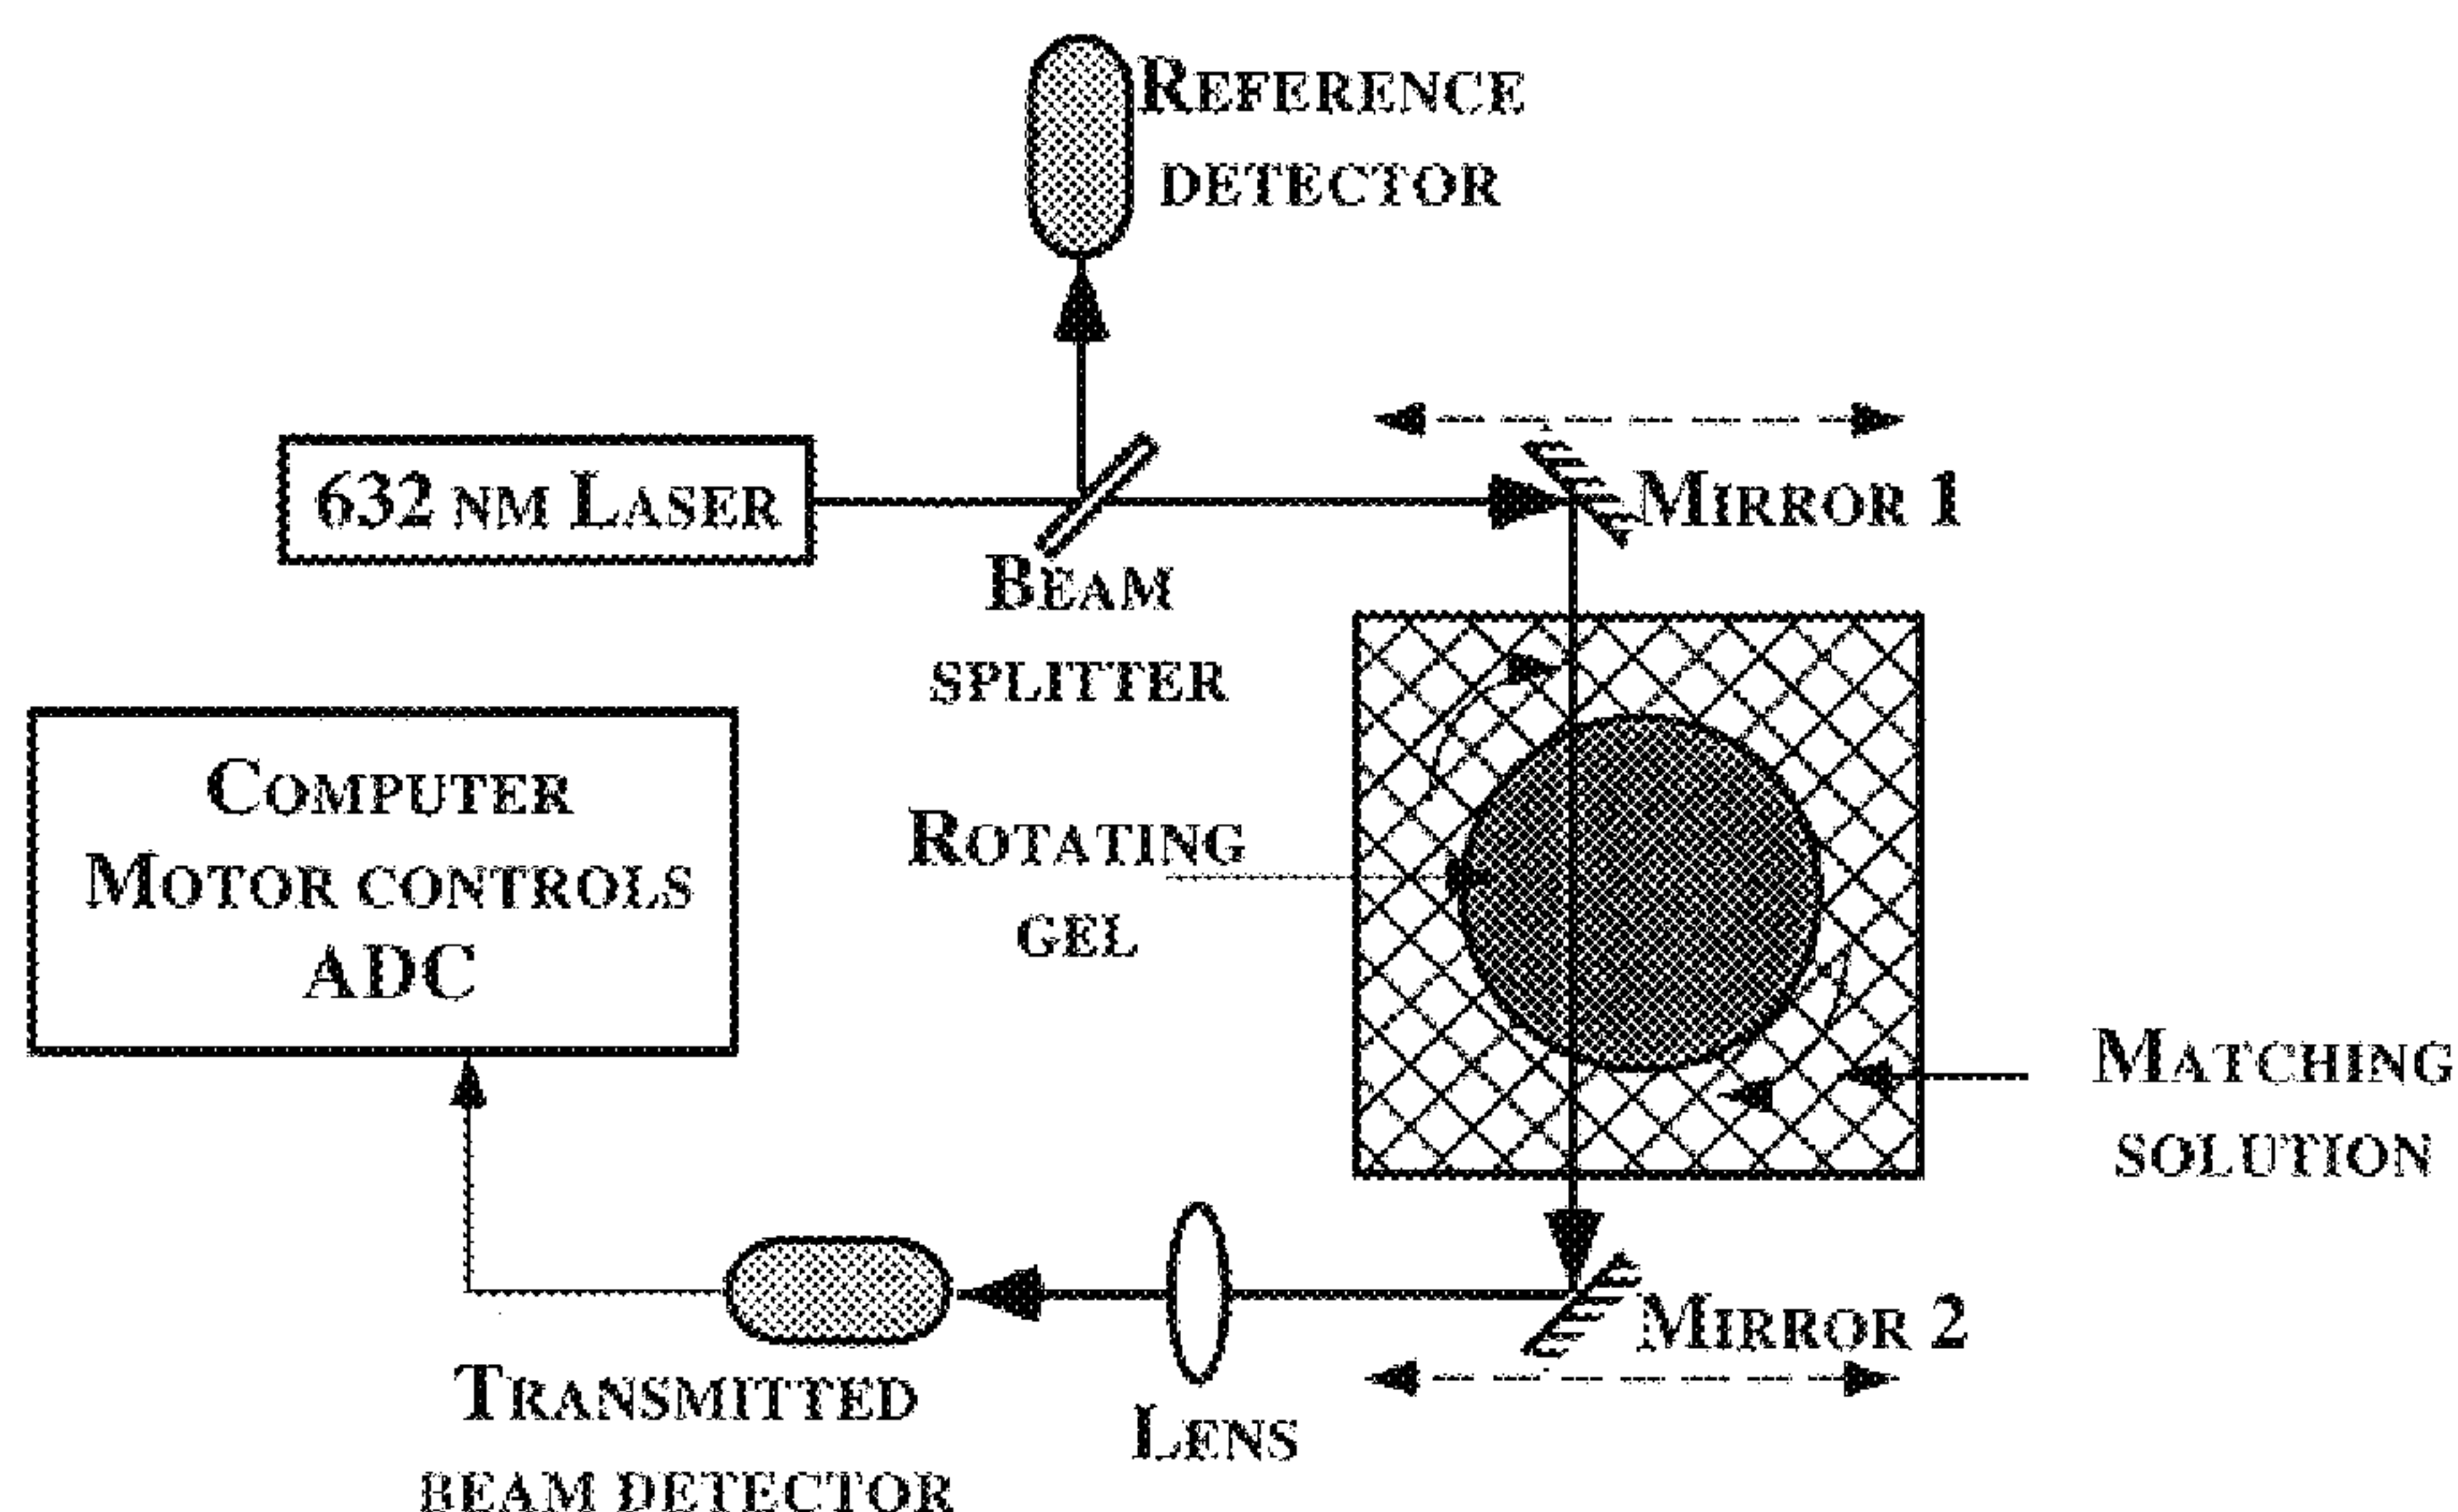 REFERENCE
DETECTOR
632 NM LASER
MIRROR 1
BEAM
SPLITTER
COMPUTER
MOTOR CONTROLS
ADC
ROTATING
GEL
MATCHING
SOLUTION
MIRROR 2
TRANSMITTED
BEAM DETECTOR
LENS